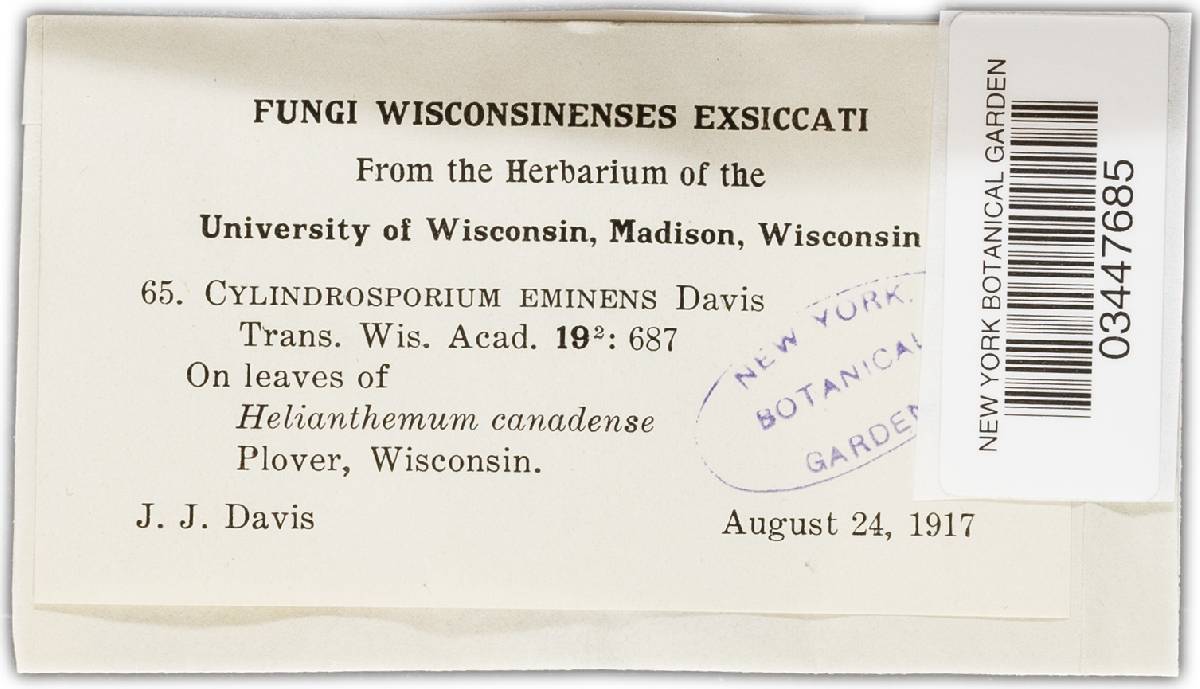 FUNGI WISCONSINENSES EXSICCATI
From the Herbarium of the
University of Wisconsin, Madison, Wisconsin
65. CYLINDROSPORIUM EMINENS Davis
Trans. Wis. Acad. 19²: 687
On leaves of
Helianthemum canadense
Plover, Wisconsin.
J. J. Davis
August 24, 1917
NEW YORK
BOTANICAL
GARDEN
NEW YORK BOTANICAL GARDEN
03447685